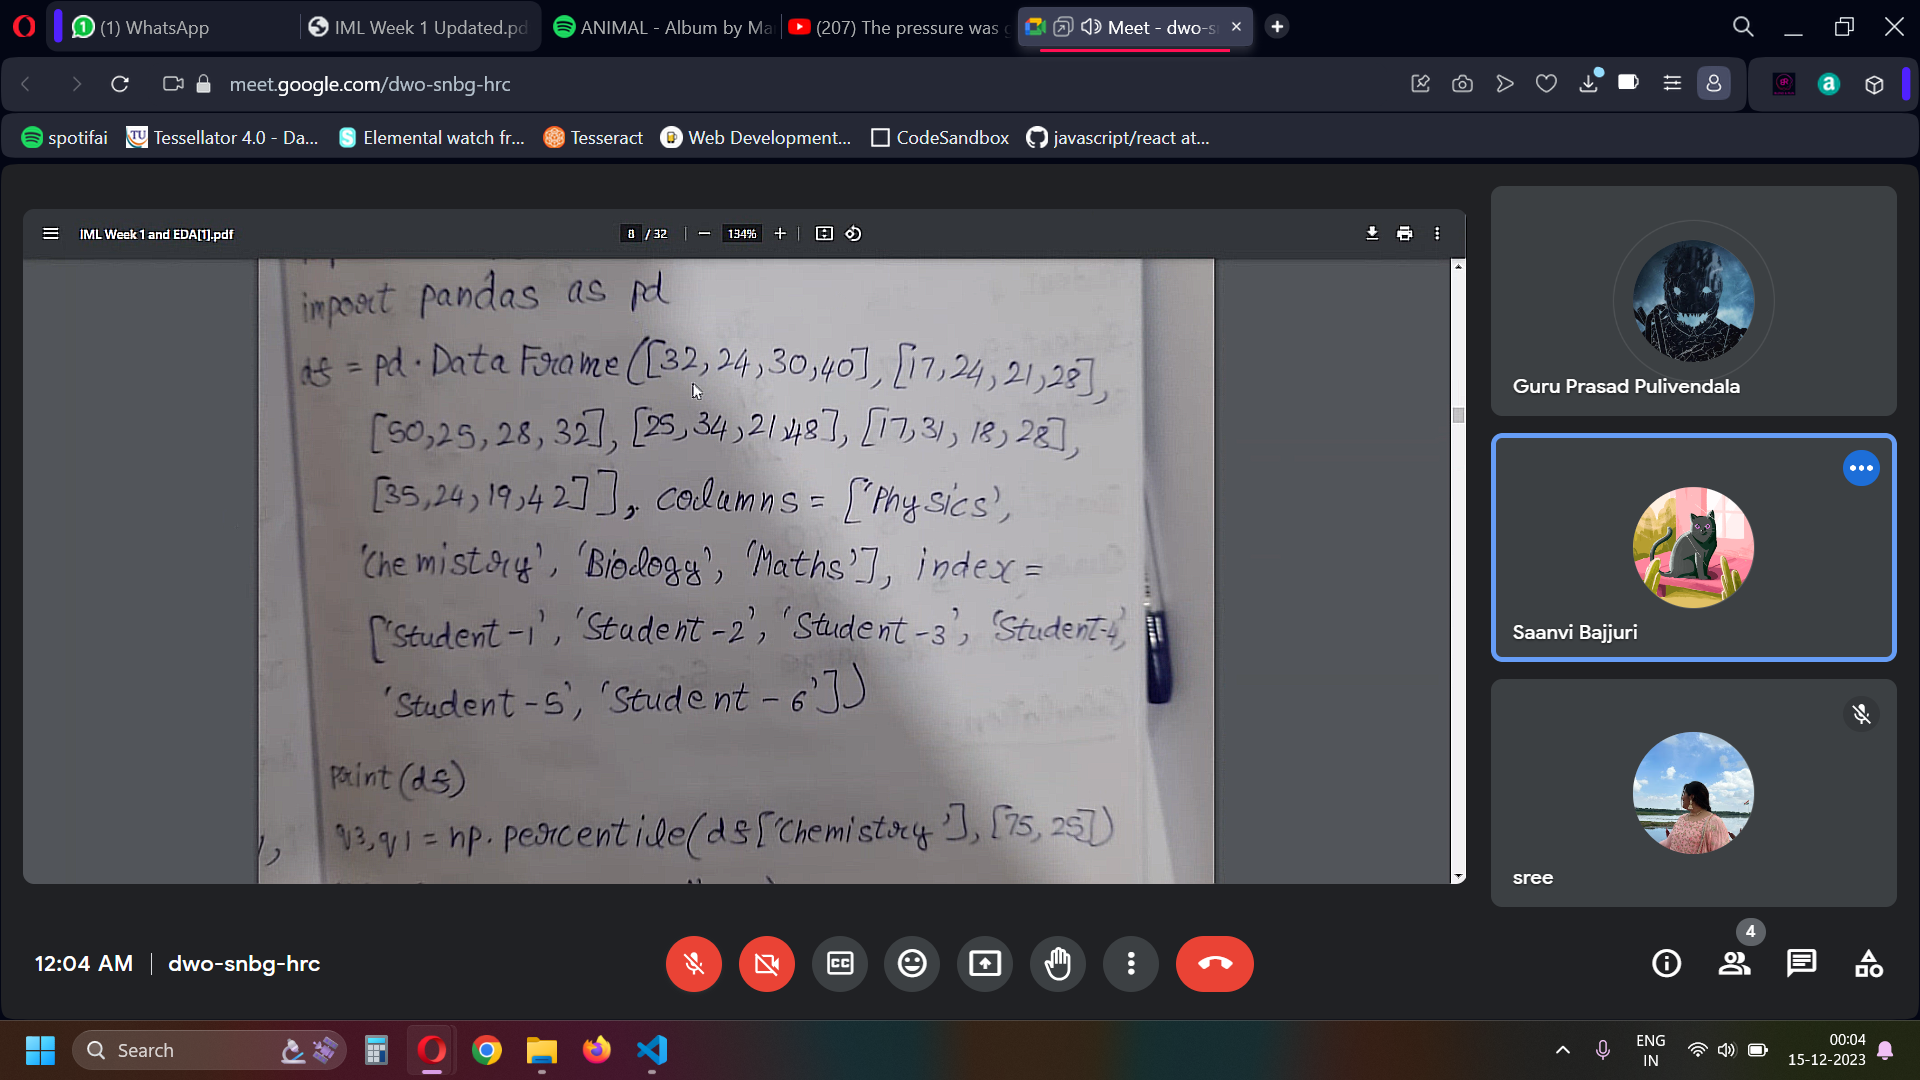 (1) WhatsApp
IML Week 1 Updated.pd
ANIMAL - Album by Ma
(207) The pressure was
Meet - dwo-s
meet.google.com/dwo-snbg-hrc
spotifai
Tessellator 4.0 - Da...
Elemental watch fr...
Tesseract
Web Development...
CodeSandbox
javascript/react at...
IML Week 1 and EDA[1].pdf
8 / 32
134%
import pandas as pd
df = pd.DataFrame([32,24,30,40], [17,24,21,28],
[50,25,28,32], [25,34,21,48], [17,31,18,28],
[35,24,19,42]], columns = ['Physics',
'Chemistry', 'Biology', 'Maths'], index =
['Student-1', 'Student-2', 'Student-3', 'Student-4,
'Student-5', 'Student-6'])
print(df)
q3,q1 = np.percentile(df['Chemistry'], [75,25])
Guru Prasad Pulivendala
Saanvi Bajjuri
sree
12:04 AM | dwo-snbg-hrc
CC
4
Search
ENG
IN
00:04
15-12-2023